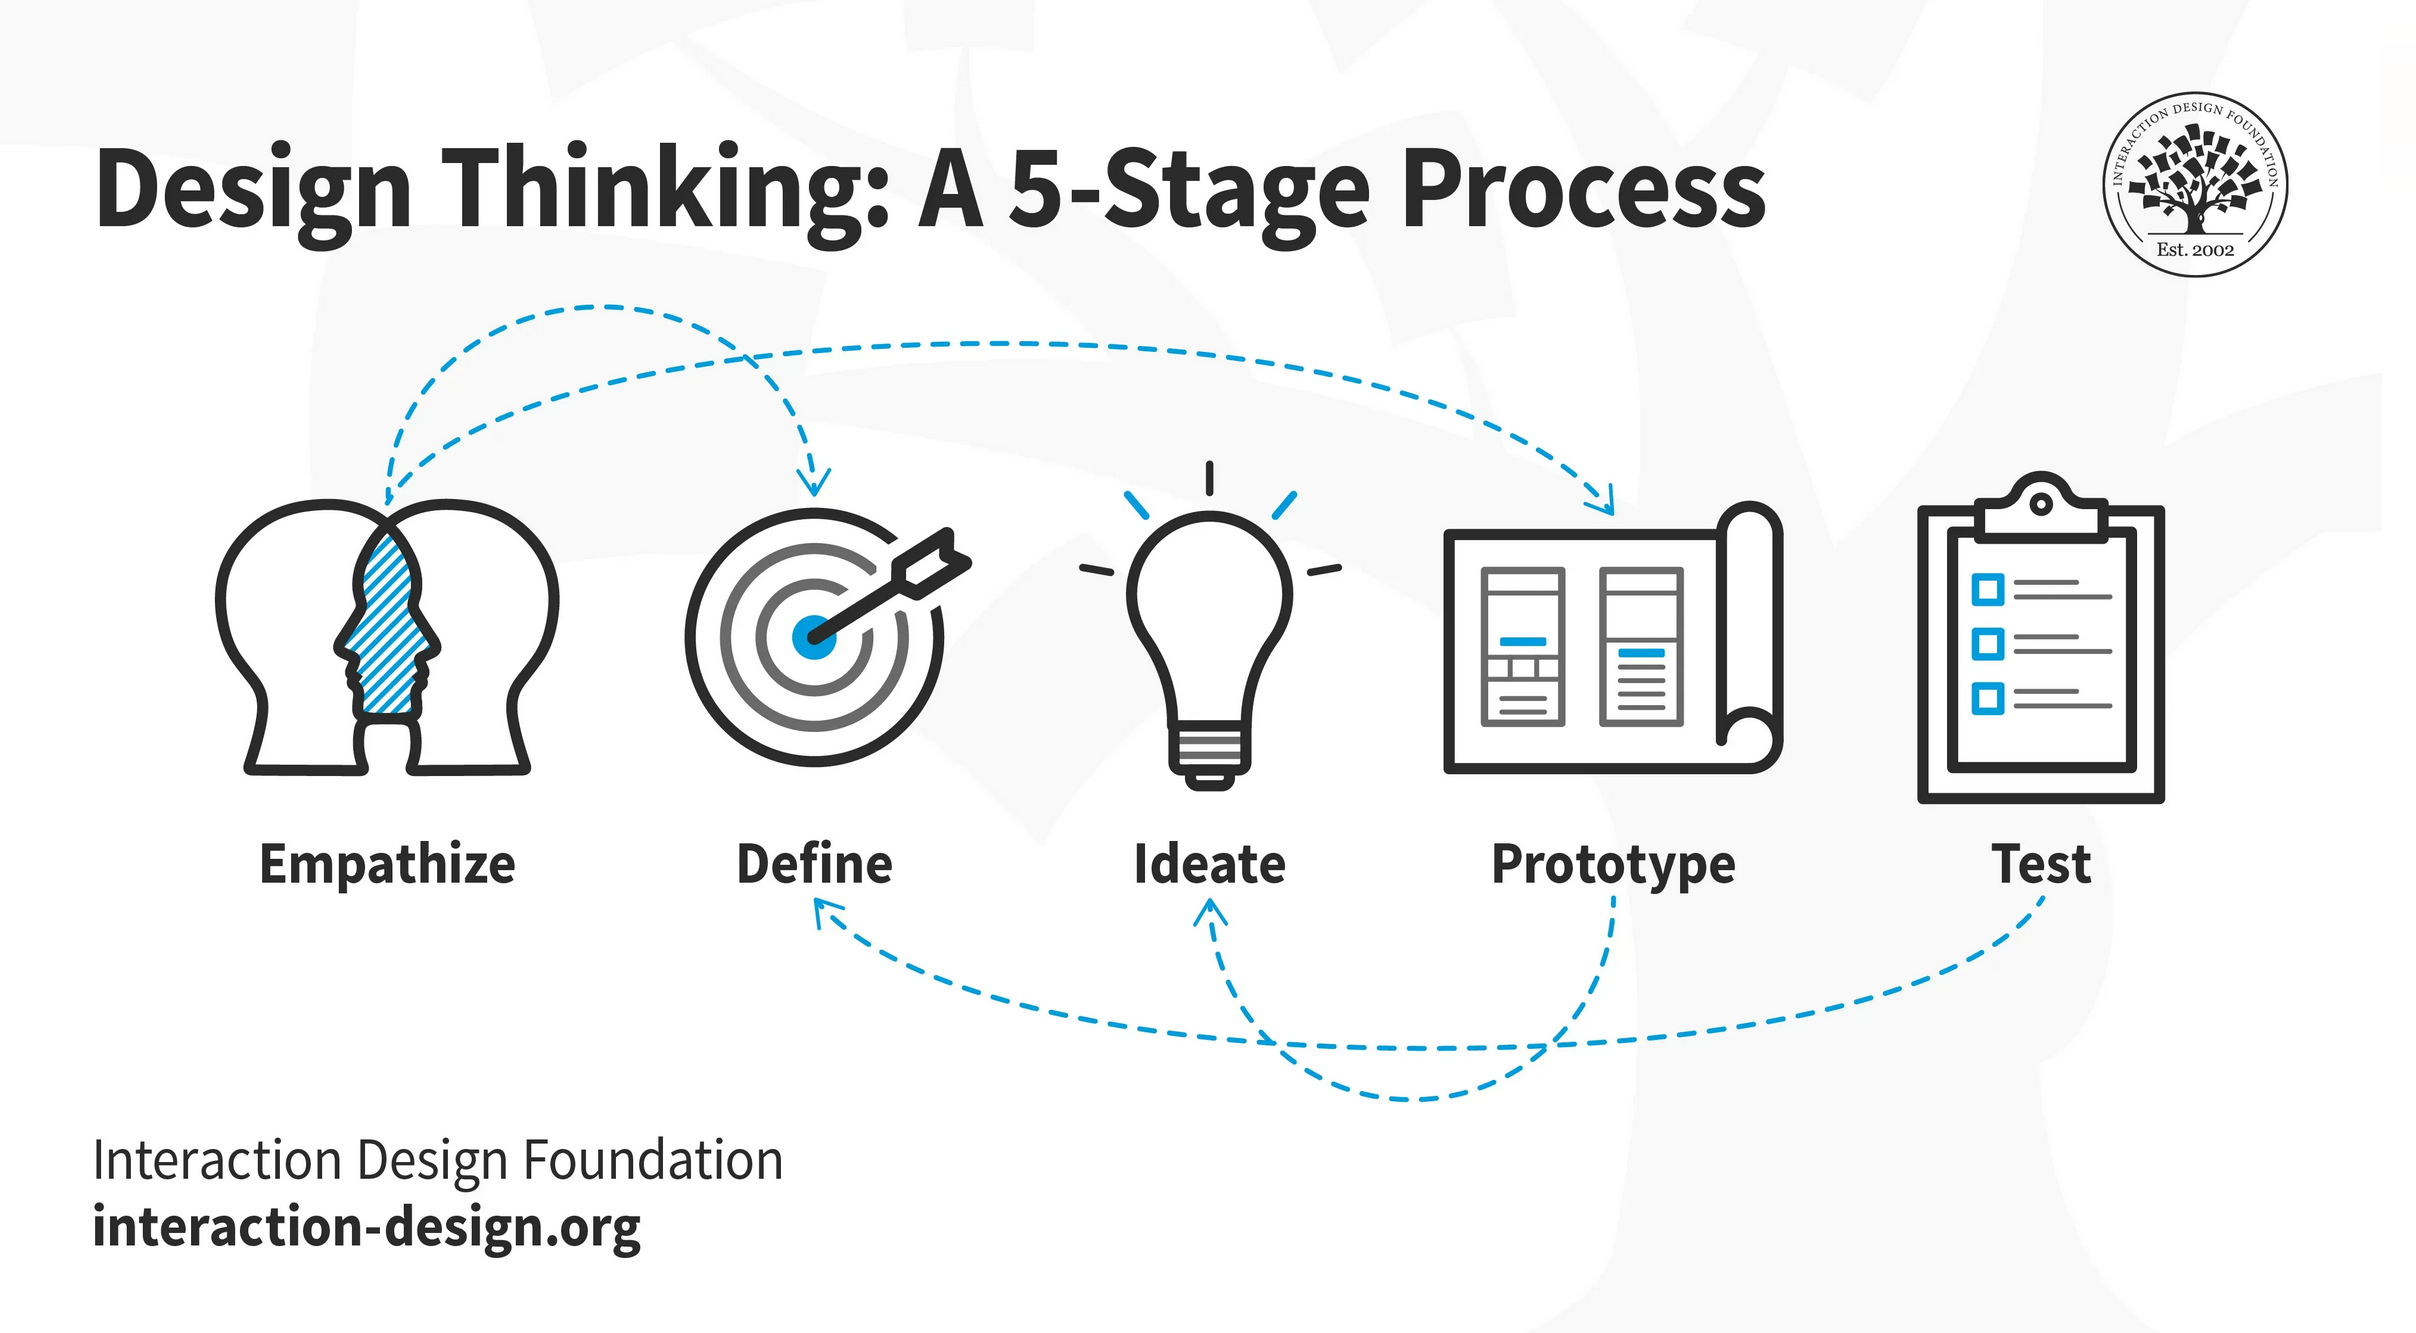 Design Thinking: A 5-Stage Process
INTERACTION DESIGN FOUNDATION
Est. 2002
Empathize
Define
Ideate
Prototype
Test
Interaction Design Foundation
interaction-design.org